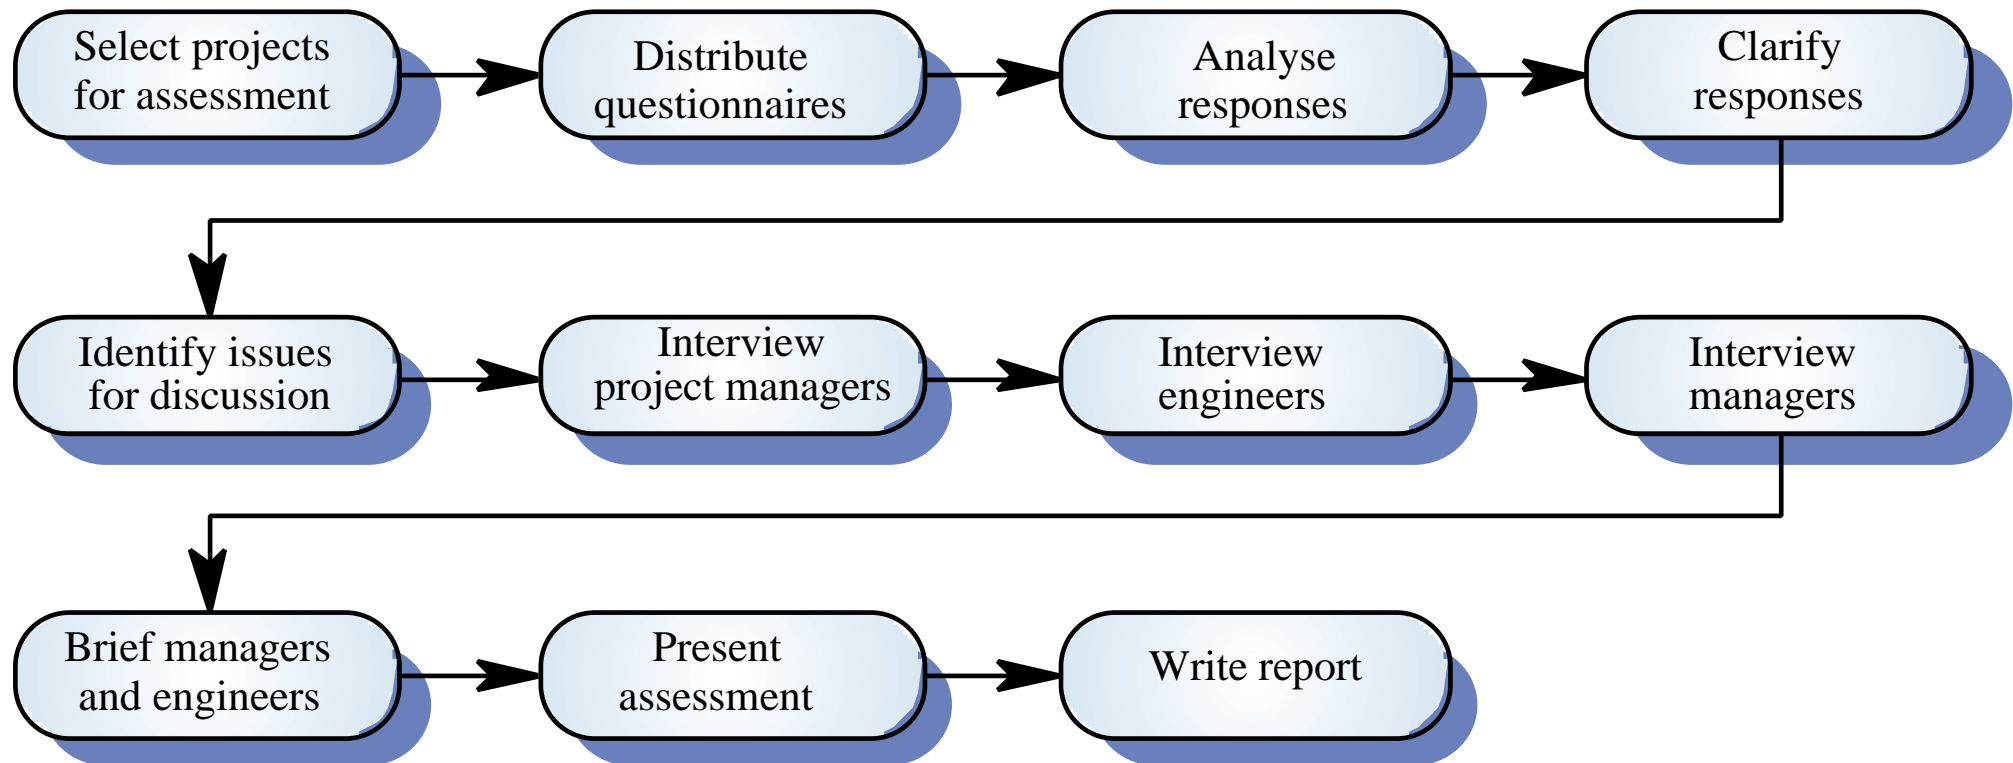 Select projects
for assessment
Distribute
questionnaires
Analyse
responses
Clarify
responses
Identify issues
for discussion
Interview
project managers
Interview
engineers
Interview
managers
Brief managers
and engineers
Present
assessment
Write report